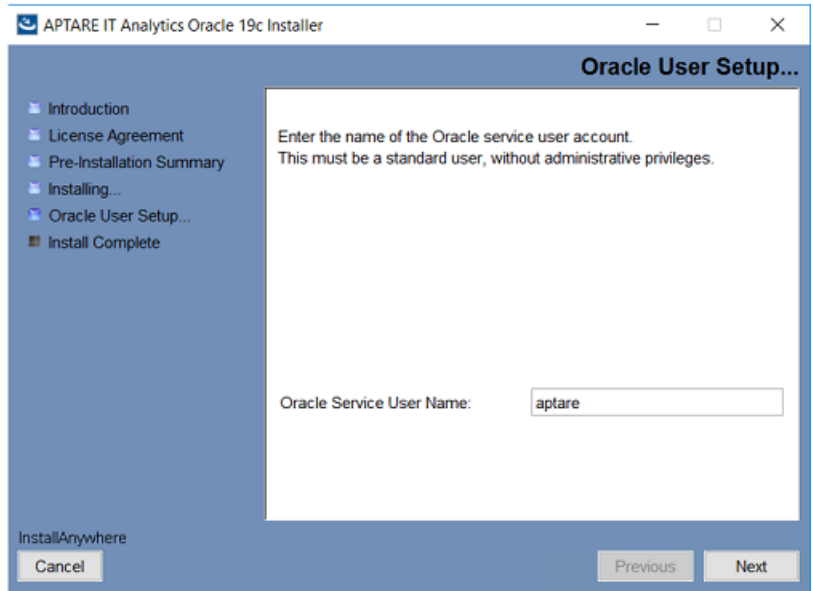 APTARE IT Analytics Oracle 19c Installer
Oracle User Setup...
Introduction
License Agreement
Pre-Installation Summary
Installing...
Oracle User Setup...
Install Complete
Enter the name of the Oracle service user account.
This must be a standard user, without administrative privileges.
Oracle Service User Name: aptare
InstallAnywhere
Cancel Previous Next